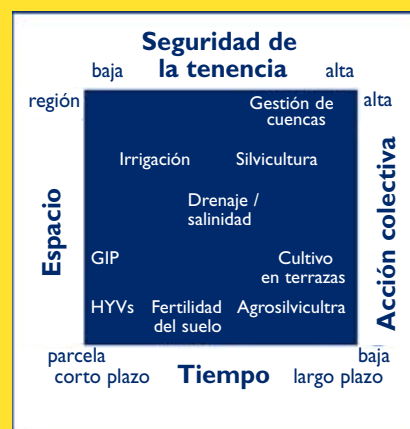 Seguridad de
la tenencia
baja
alta
región
alta
Gestión de
cuencas
Irrigación
Silvicultura
Drenaje /
salinidad
Espacio
Acción colectiva
GIP
Cultivo
en terrazas
HYVs
Fertilidad
del suelo
Agrosilvicultra
parcela
baja
corto plazo
Tiempo
largo plazo